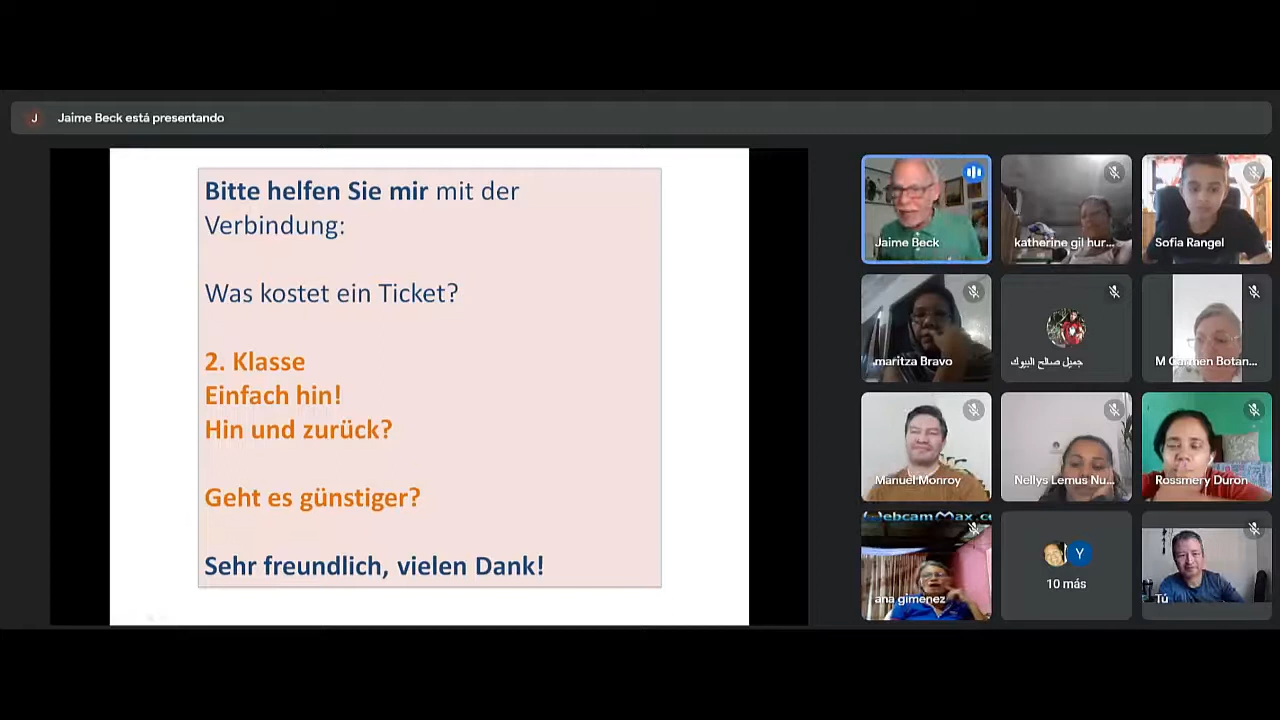 J
Jaime Beck está presentando
Bitte helfen Sie mir mit der
Verbindung:
Was kostet ein Ticket?
2. Klasse
Einfach hin!
Hin und zurück?
Geht es günstiger?
Sehr freundlich, vielen Dank!
Jaime Beck
katherine gil hur...
Sofia Rangel
maritza Bravo
جميل صالح البيوك
M Carmen Botan...
Manuel Monroy
Nellys Lemus Nu...
Rossmery Duron
ana gimenez
Y
10 más
Tú